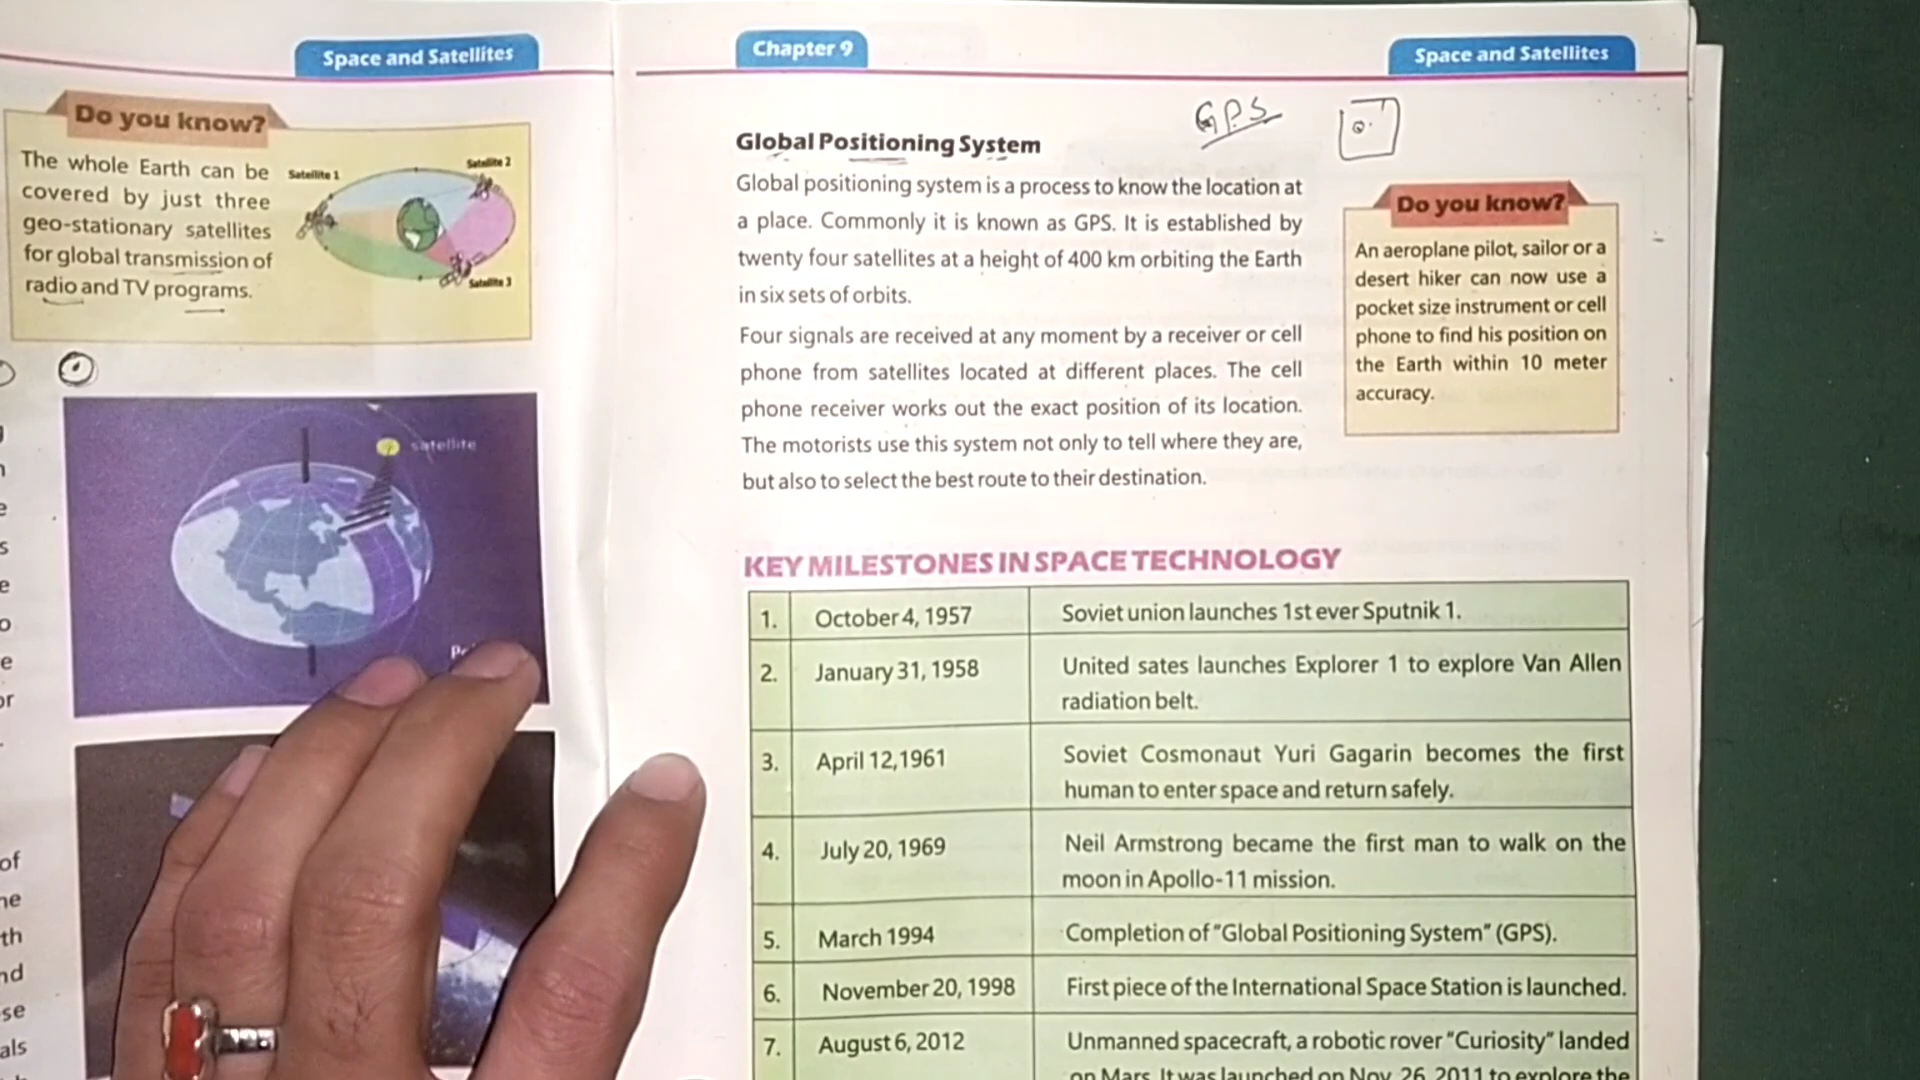 Space and Satellites
Do you know?
The whole Earth can be
covered by just three
geo-stationary satellites
for global transmission of
radio and TV programs.
Satellite 1
Satellite 2
Satellite 3
satellite
of
th
se
als
Chapter 9
Space and Satellites
GPS
Global Positioning System
Global positioning system is a process to know the location at
a place. Commonly it is known as GPS. It is established by
twenty four satellites at a height of 400 km orbiting the Earth
in six sets of orbits.
Four signals are received at any moment by a receiver or cell
phone from satellites located at different places. The cell
phone receiver works out the exact position of its location.
The motorists use this system not only to tell where they are,
but also to select the best route to their destination.
Do you know?
An aeroplane pilot, sailor or a
desert hiker can now use a
pocket size instrument or cell
phone to find his position on
the Earth within 10 meter
accuracy.
KEY MILESTONES IN SPACE TECHNOLOGY
1. October 4, 1957 Soviet union launches 1st ever Sputnik 1.
2. January 31, 1958 United sates launches Explorer 1 to explore Van Allen
radiation belt.
3. April 12,1961 Soviet Cosmonaut Yuri Gagarin becomes the first
human to enter space and return safely.
4. July 20, 1969 Neil Armstrong became the first man to walk on the
moon in Apollo-11 mission.
5. March 1994 Completion of "Global Positioning System" (GPS).
6. November 20, 1998 First piece of the International Space Station is launched.
7. August 6, 2012 Unmanned spacecraft, a robotic rover "Curiosity" landed
on Mars. It was launched on Nov. 26, 2011 to explore the